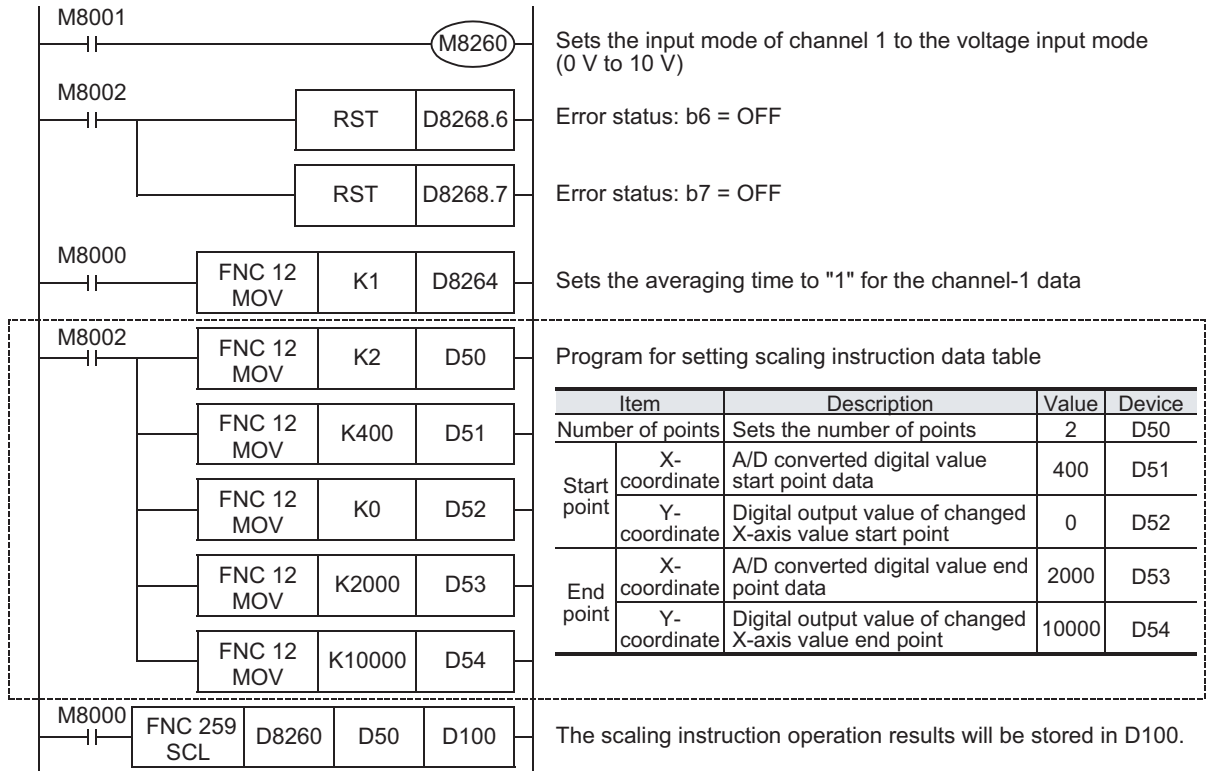 M8001
M8260
Sets the input mode of channel 1 to the voltage input mode
(0 V to 10 V)
M8002
RST D8268.6
Error status: b6 = OFF
RST D8268.7
Error status: b7 = OFF
M8000
FNC 12
MOV
K1 D8264
Sets the averaging time to "1" for the channel-1 data
M8002
FNC 12
MOV
K2 D50
FNC 12
MOV
K400 D51
FNC 12
MOV
K0 D52
FNC 12
MOV
K2000 D53
FNC 12
MOV
K10000 D54
Program for setting scaling instruction data table
Item Description Value Device
Number of points Sets the number of points 2 D50
Start
point
X-
coordinate
A/D converted digital value
start point data
400 D51
Y-
coordinate
Digital output value of changed
X-axis value start point
0 D52
End
point
X-
coordinate
A/D converted digital value end
point data
2000 D53
Y-
coordinate
Digital output value of changed
X-axis value end point
10000 D54
M8000
FNC 259
SCL
D8260 D50 D100
The scaling instruction operation results will be stored in D100.